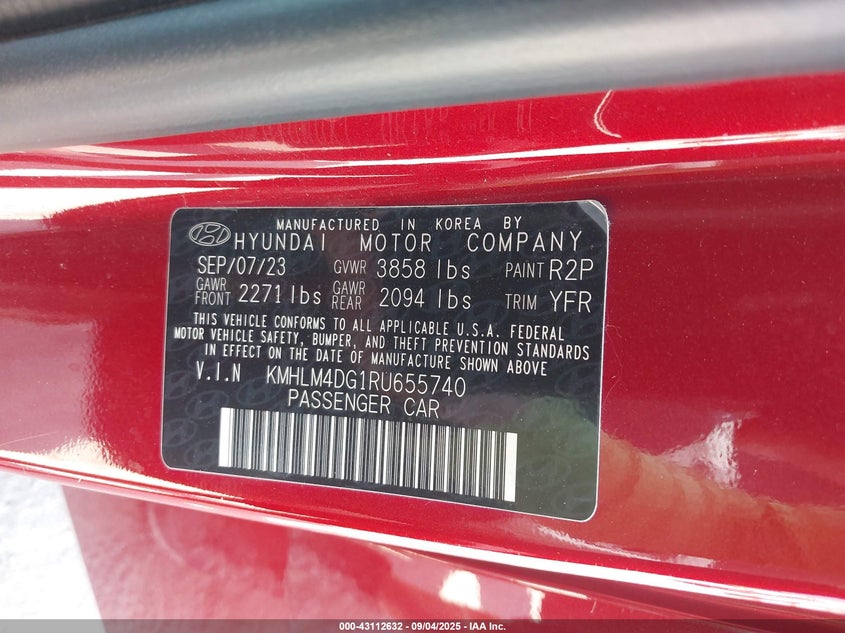 MANUFACTURED IN KOREA BY
HYUNDAI MOTOR COMPANY
SEP/07/23 GVWR 3858 lbs PAINT R2P
GAWR FRONT 2271 lbs GAWR REAR 2094 lbs TRIM YFR
THIS VEHICLE CONFORMS TO ALL APPLICABLE U.S.A. FEDERAL
MOTOR VEHICLE SAFETY, BUMPER, AND THEFT PREVENTION STANDARDS
IN EFFECT ON THE DATE OF MANUFACTURE SHOWN ABOVE
V.I.N KMHLM4DG1RU655740
PASSENGER CAR
000-43112632 - 09/04/2025 - IAA Inc.